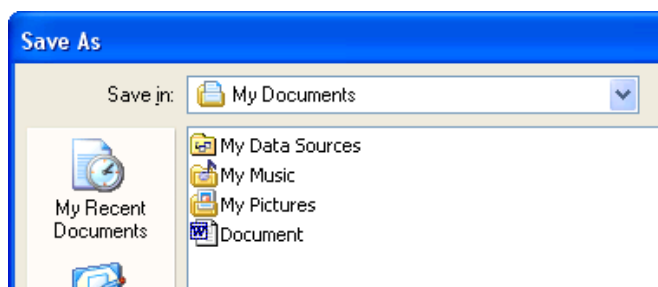 Save As
Save in: My Documents
My Data Sources
My Music
My Pictures
Document
My Recent
Documents